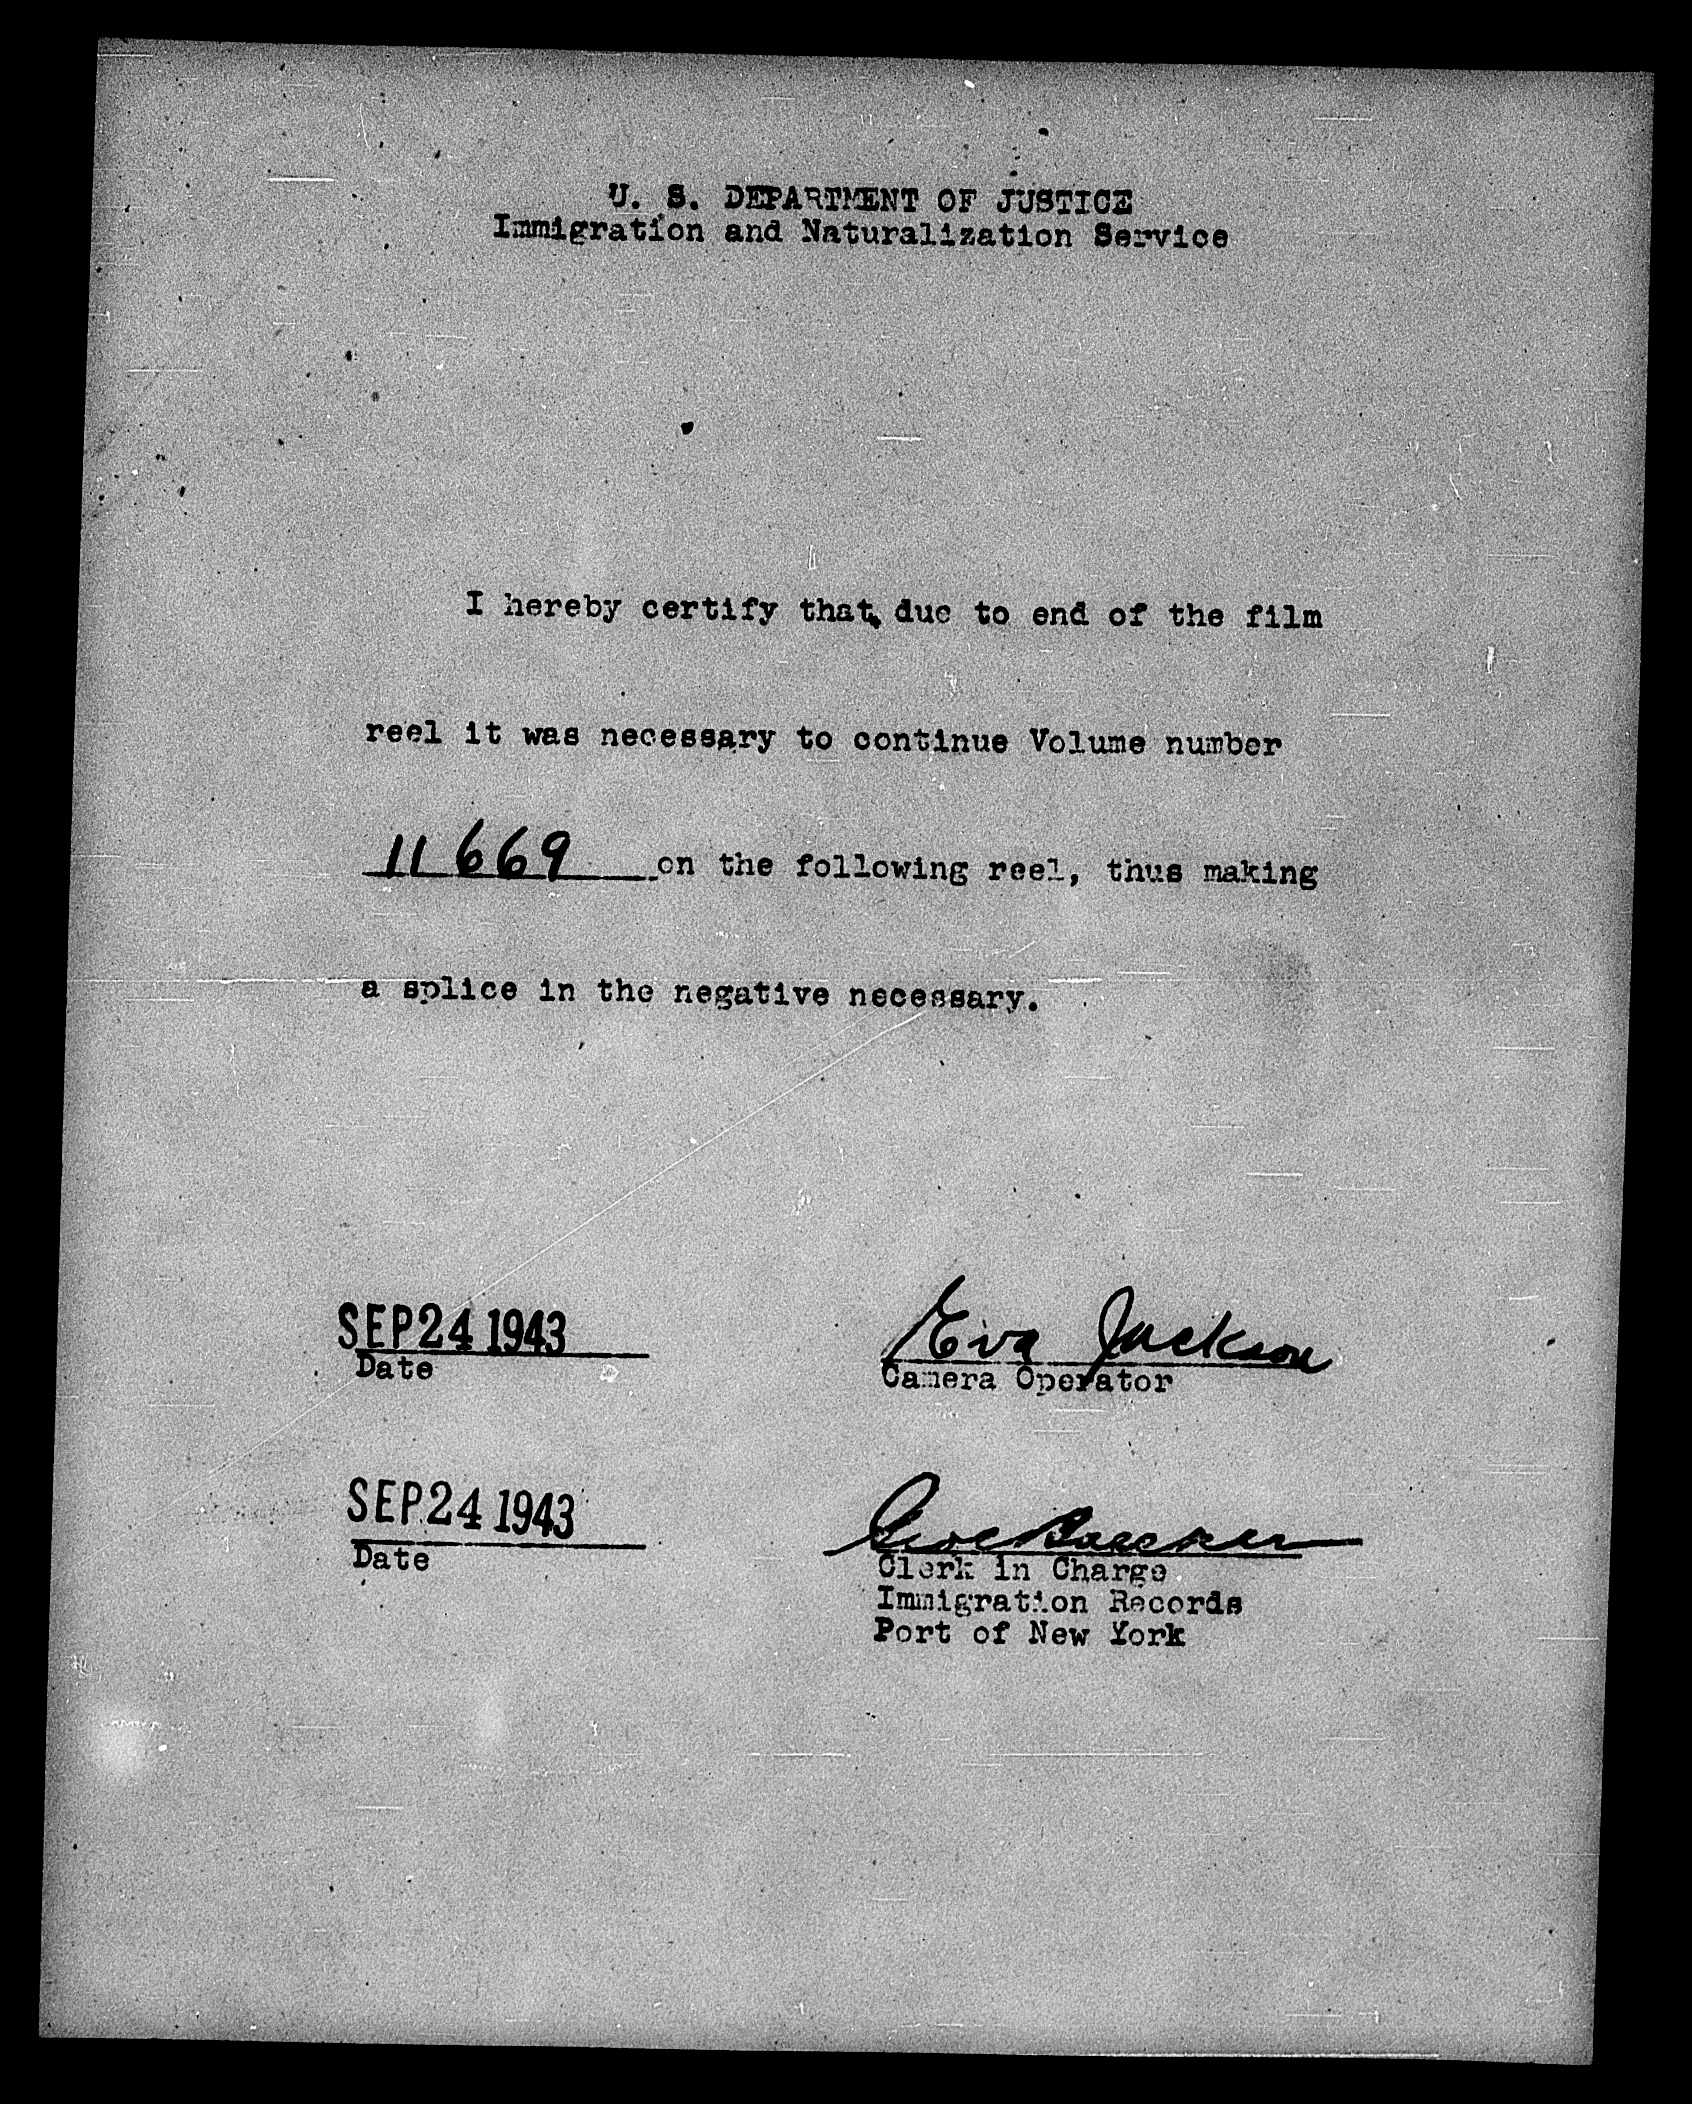 U. S. DEPARTMENT OF JUSTICE
Immigration and Naturalization Service
I hereby certify that, due to end of the film
reel it was necessary to continue Volume number
11669 on the following reel, thus making
a splice in the negative necessary.
SEP 24 1943 Eva Jackson
Date Camera Operator
SEP 24 1943
Date Clerk in Charge
Immigration Records
Port of New York